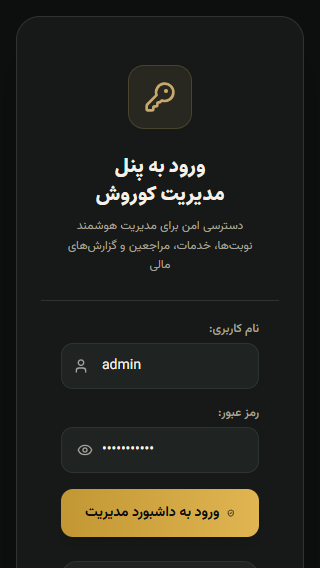 ورود به پنل
مدیریت کوروش
دسترسی امن برای مدیریت هوشمند
نوبت‌ها، خدمات، مراجعین و گزارش‌های
مالی
نام کاربری:
admin
رمز عبور:
•••••••••••
ورود به داشبورد مدیریت